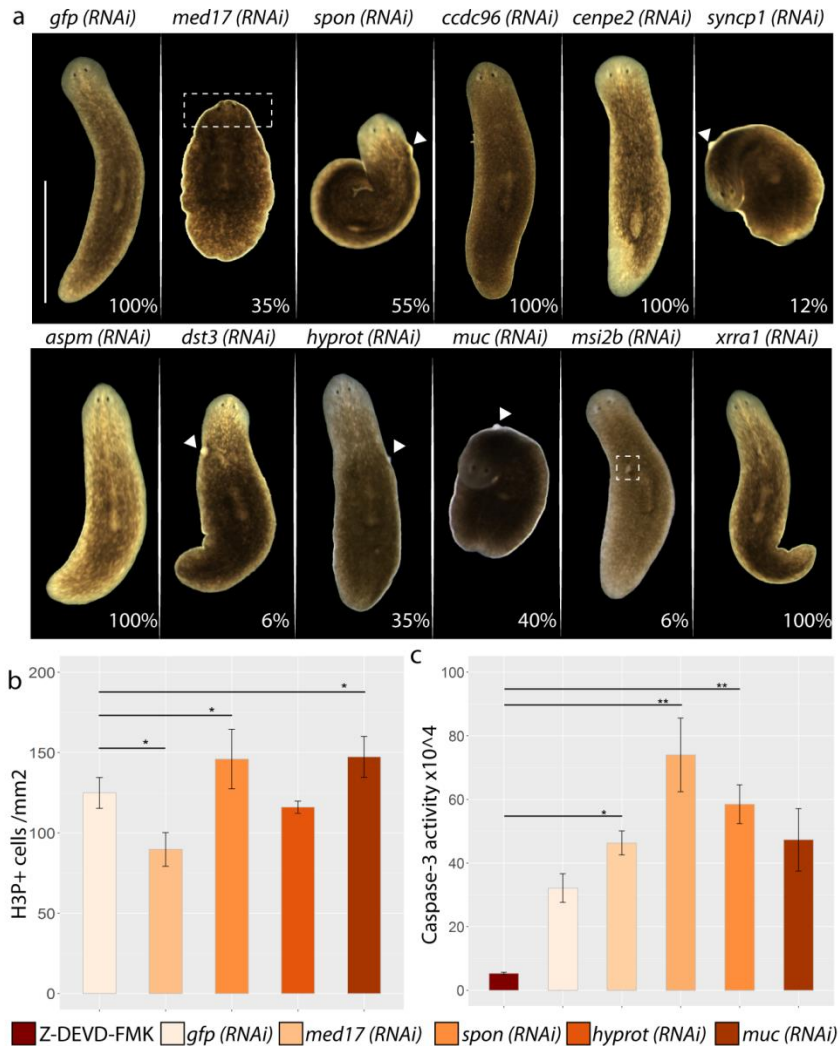 a
gfp (RNAi) med17 (RNAi) spon (RNAi) ccdc96 (RNAi) cenpe2 (RNAi) syncp1 (RNAi)
100% 35% 55% 100% 100% 12%
aspm (RNAi) dst3 (RNAi) hyprot (RNAi) muc (RNAi) msi2b (RNAi) xrra1 (RNAi)
100% 6% 35% 40% 6% 100%
b
H3P+ cells /mm2
200
150
100
50
0
*
*
*
c
Caspase-3 activity x10^4
100
80
60
40
20
0
**
**
*
Z-DEVD-FMK gfp (RNAi) med17 (RNAi) spon (RNAi) hyprot (RNAi) muc (RNAi)